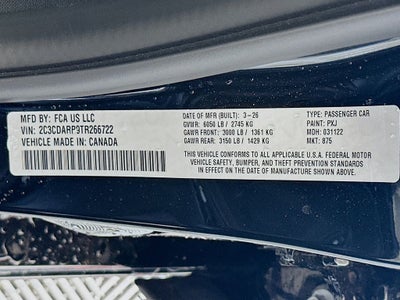 MFD BY: FCA US LLC
VIN: 2C3CDARP9TR266722
VEHICLE MADE IN: CANADA
DATE OF MFD (BUILT): 3-26
GVWR: 6050 LB / 2745 KG
GAWR FRONT: 3000 LB / 1361 KG
GAWR REAR: 3150 LB / 1429 KG
TYPE: PASSENGER CAR
PAINT: PXJ
MDH: 031122
MKT: 875
THIS VEHICLE CONFORMS TO ALL APPLICABLE U.S.A. FEDERAL MOTOR
VEHICLE SAFETY, BUMPER, AND THEFT PREVENTION STANDARDS
IN EFFECT ON THE DATE OF MANUFACTURE SHOWN ABOVE.